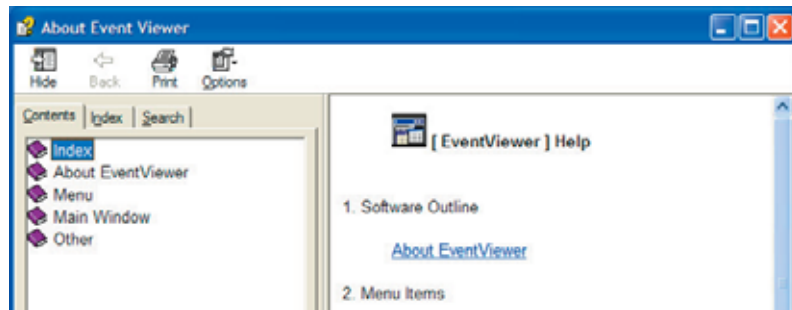 About Event Viewer
Hide Back Print Options
Contents Index Search
Index
About EventViewer
Menu
Main Window
Other
[ EventViewer ] Help
1. Software Outline
About EventViewer
2. Menu Items